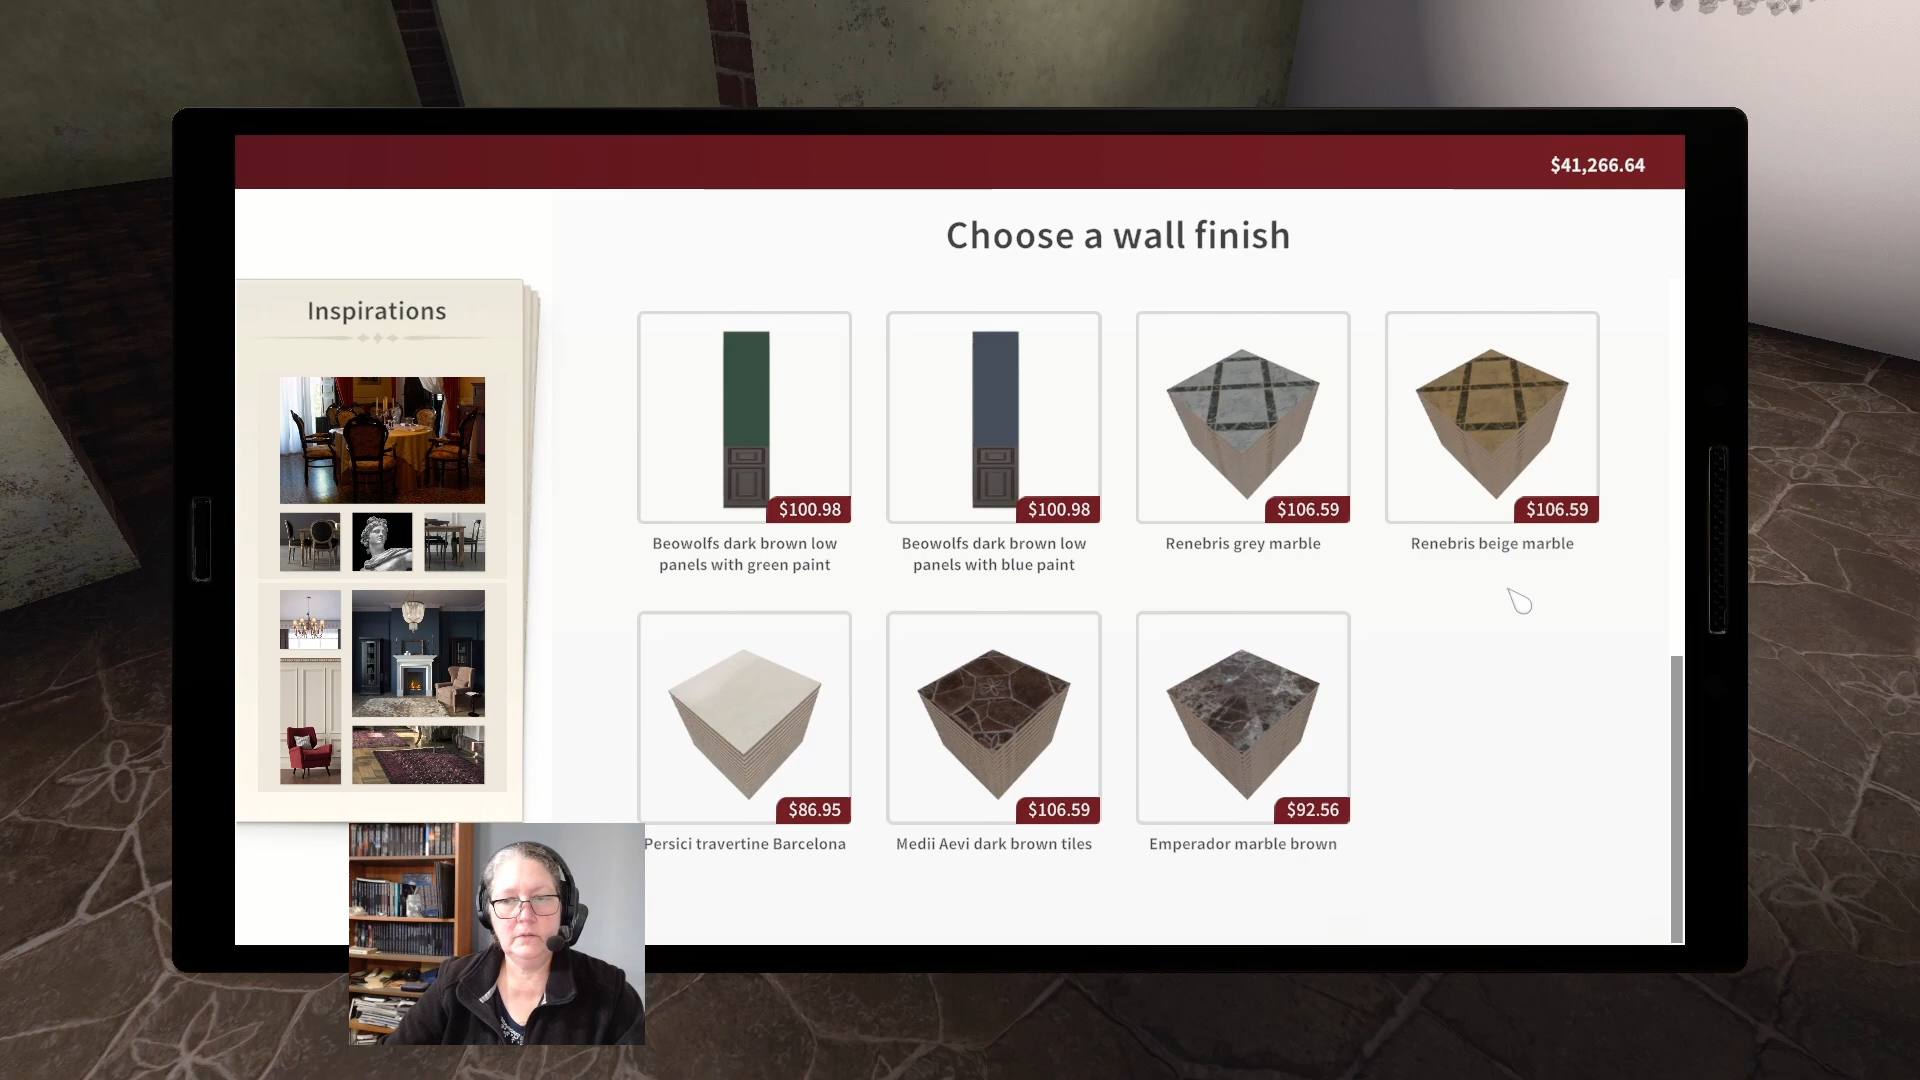 $41,266.64
Choose a wall finish
Inspirations
$100.98
$100.98
$106.59
$106.59
Beowolfs dark brown low
panels with green paint
Beowolfs dark brown low
panels with blue paint
Renebris grey marble
Renebris beige marble
$86.95
$106.59
$92.56
Persici travertine Barcelona
Medii Aevi dark brown tiles
Emperador marble brown